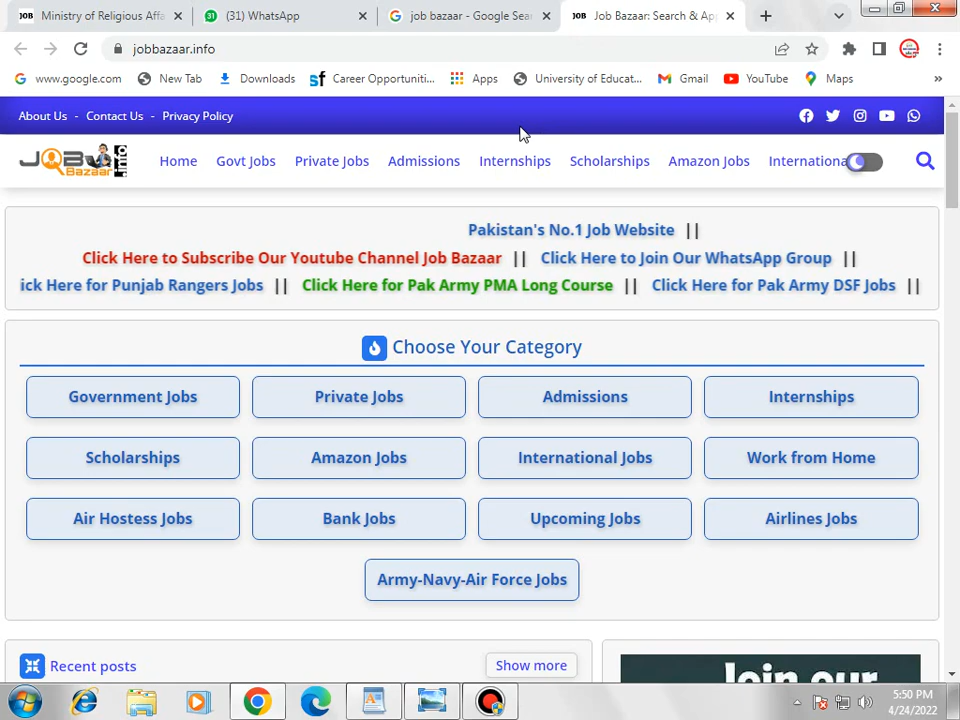 JOB Ministry of Religious Affa
31 (31) WhatsApp
job bazaar - Google Sea
JOB Job Bazaar: Search & App
jobbazaar.info
www.google.com New Tab Downloads Career Opportuniti... Apps University of Educat... Gmail YouTube Maps »
About Us - Contact Us - Privacy Policy
JOB Bazaar
Home Govt Jobs Private Jobs Admissions Internships Scholarships Amazon Jobs Internationa
Pakistan's No.1 Job Website ||
Click Here to Subscribe Our Youtube Channel Job Bazaar || Click Here to Join Our WhatsApp Group ||
ick Here for Punjab Rangers Jobs || Click Here for Pak Army PMA Long Course || Click Here for Pak Army DSF Jobs ||
Choose Your Category
Government Jobs Private Jobs Admissions Internships
Scholarships Amazon Jobs International Jobs Work from Home
Air Hostess Jobs Bank Jobs Upcoming Jobs Airlines Jobs
Army-Navy-Air Force Jobs
Recent posts Show more
Join our
5:50 PM
4/24/2022